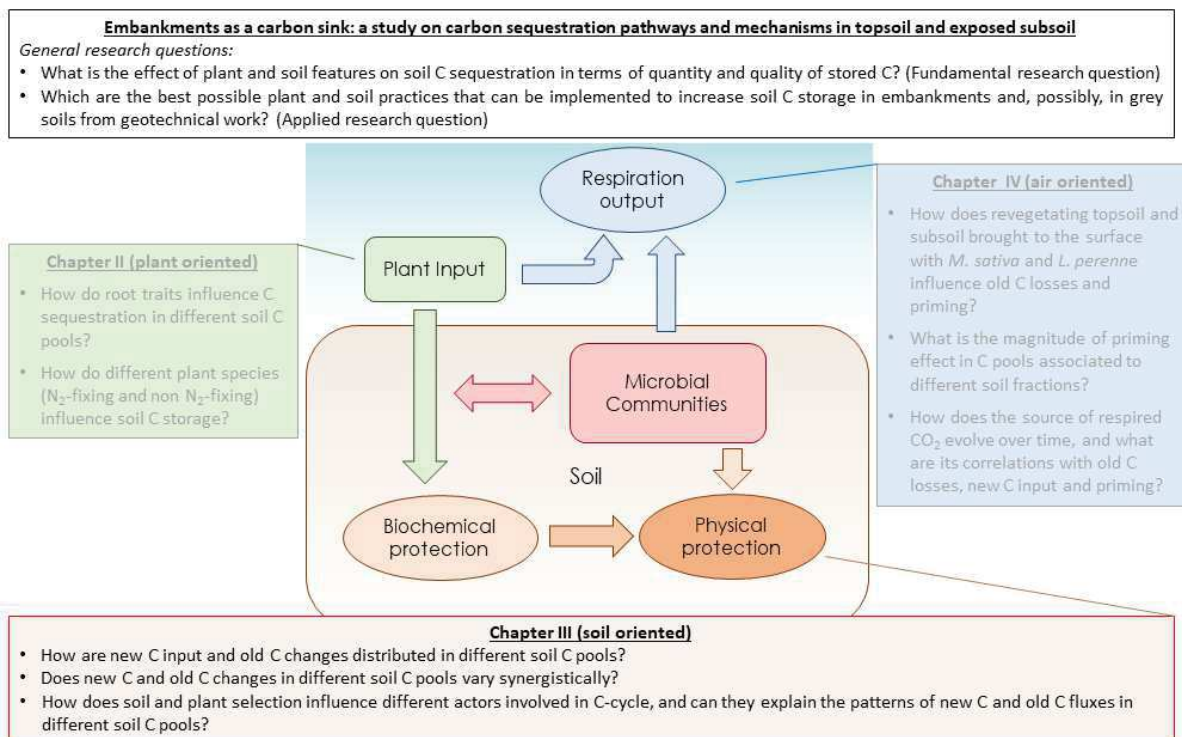 Embankments as a carbon sink: a study on carbon sequestration pathways and mechanisms in topsoil and exposed subsoil
General research questions:
• What is the effect of plant and soil features on soil C sequestration in terms of quantity and quality of stored C? (Fundamental research question)
• Which are the best possible plant and soil practices that can be implemented to increase soil C storage in embankments and, possibly, in grey
soils from geotechnical work? (Applied research question)
Respiration
output
Plant Input
Microbial
Communities
Soil
Biochemical
protection
Physical
protection
Chapter II (plant oriented)
• How do root traits influence C
sequestration in different soil C
pools?
• How do different plant species
(N₂-fixing and non N₂-fixing)
influence soil C storage?
Chapter IV (air oriented)
• How does revegetating topsoil and
subsoil brought to the surface
with M. sativa and L. perenne
influence old C losses and
priming?
• What is the magnitude of priming
effect in C pools associated to
different soil fractions?
• How does the source of respired
CO₂ evolve over time, and what
are its correlations with old C
losses, new C input and priming?
Chapter III (soil oriented)
• How are new C input and old C changes distributed in different soil C pools?
• Does new C and old C changes in different soil C pools vary synergistically?
• How does soil and plant selection influence different actors involved in C-cycle, and can they explain the patterns of new C and old C fluxes in
different soil C pools?